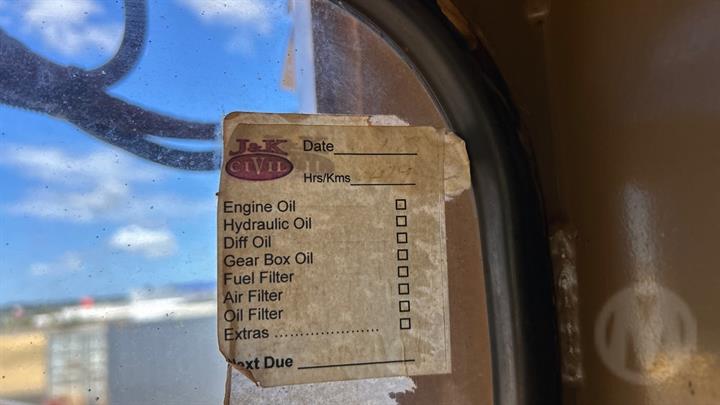 J&K
CIVIL
Date
Hrs/Kms
Engine Oil
Hydraulic Oil
Diff Oil
Gear Box Oil
Fuel Filter
Air Filter
Oil Filter
Extras ......................
Next Due
M